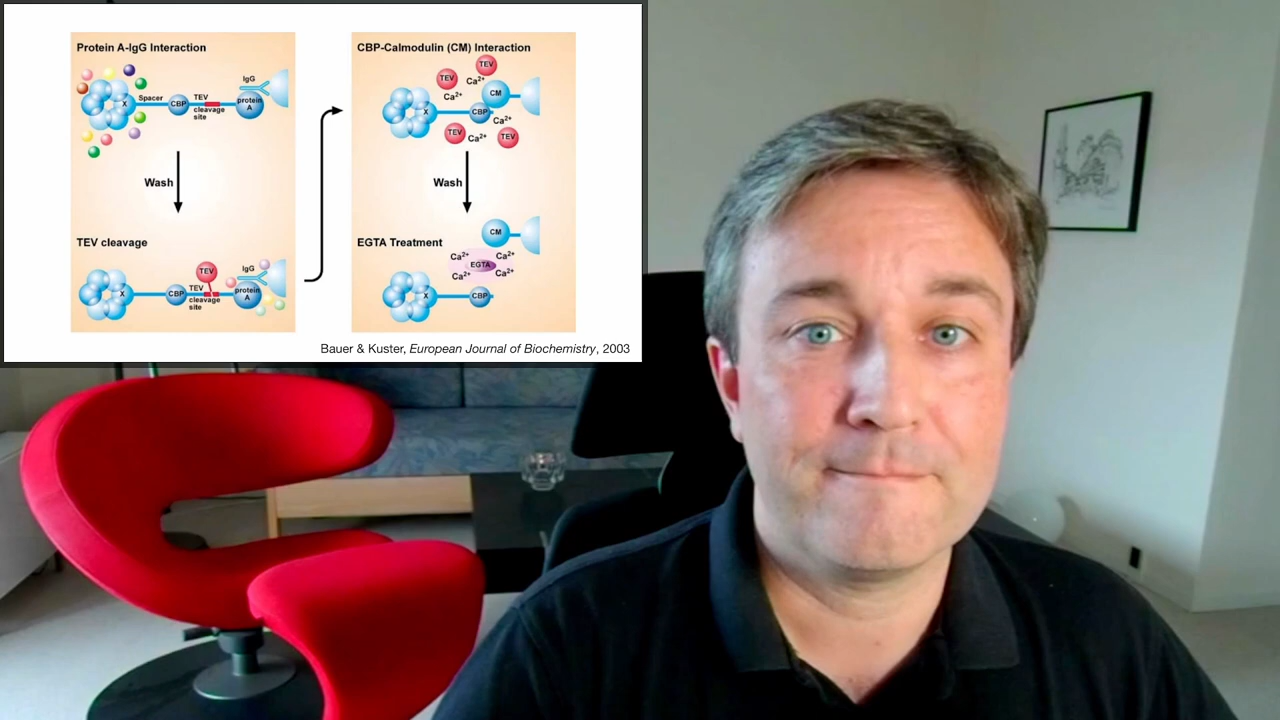 Protein A-IgG Interaction
IgG
Spacer
X
CBP
TEV
cleavage
site
protein
A
Wash
TEV cleavage
TEV
IgG
X
CBP
TEV
cleavage
site
protein
A
CBP-Calmodulin (CM) Interaction
TEV
TEV
Ca2+
Ca2+
CM
X
CBP
Ca2+
TEV
Ca2+
TEV
Wash
CM
EGTA Treatment
Ca2+
Ca2+
EGTA
Ca2+
Ca2+
X
CBP
Bauer & Kuster, European Journal of Biochemistry, 2003